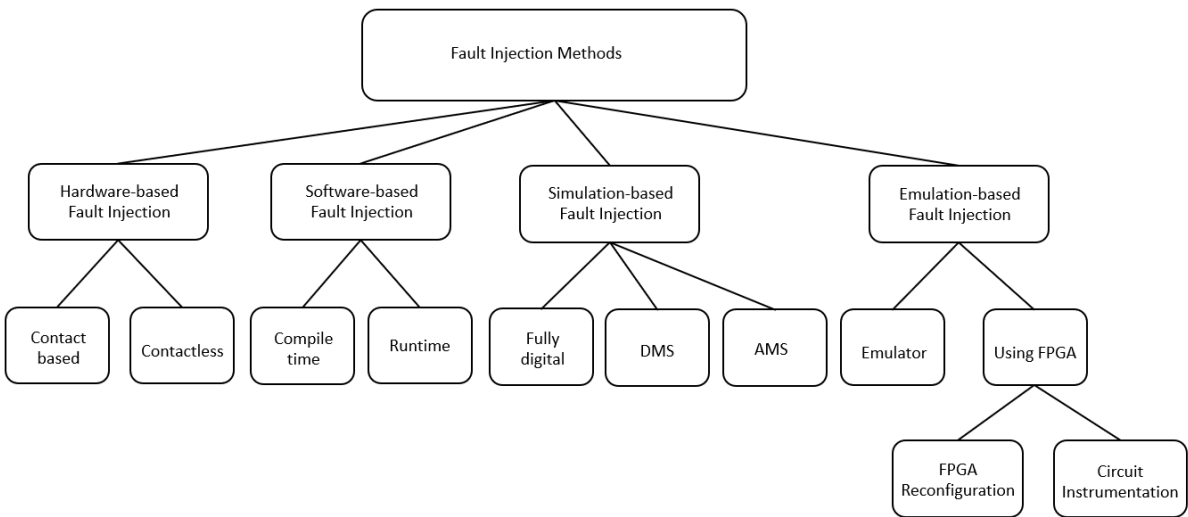 Fault Injection Methods
Hardware-based
Fault Injection
Software-based
Fault Injection
Simulation-based
Fault Injection
Emulation-based
Fault Injection
Contact
based
Contactless
Compile
time
Runtime
Fully
digital
DMS
AMS
Emulator
Using FPGA
FPGA
Reconfiguration
Circuit
Instrumentation